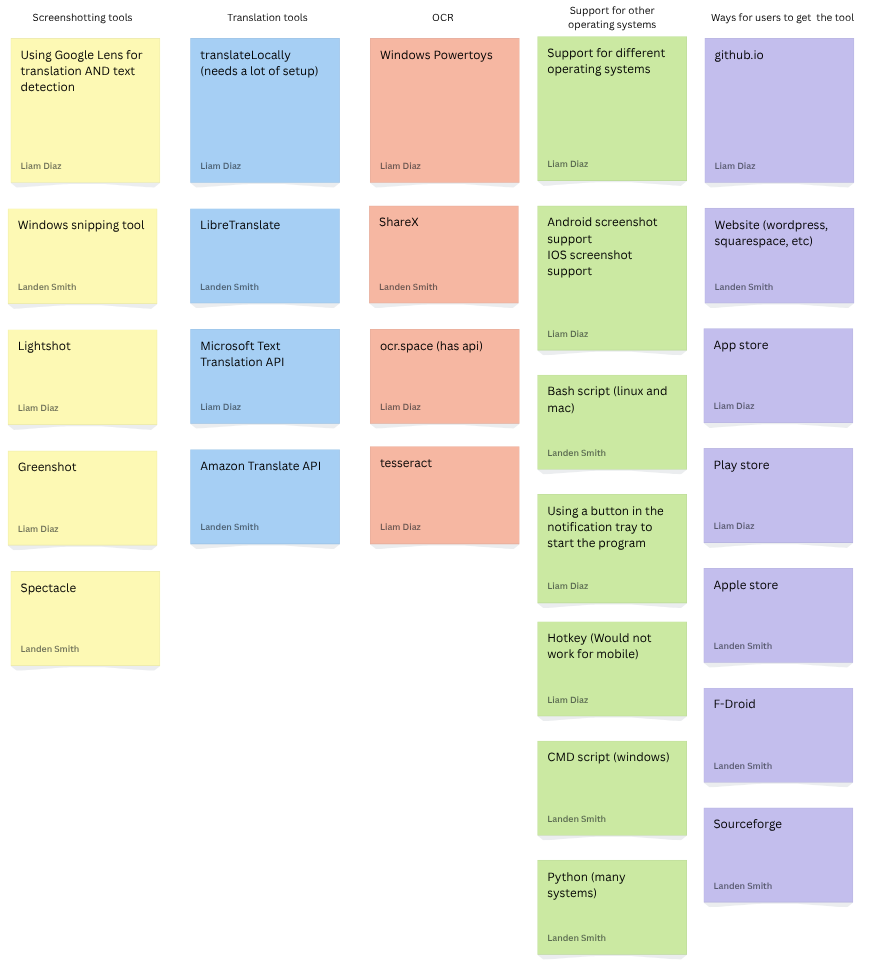 Screenshotting tools
Using Google Lens for
translation AND text
detection
Liam Diaz
Windows snipping tool
Landen Smith
Lightshot
Liam Diaz
Greenshot
Liam Diaz
Spectacle
Landen Smith
Translation tools
translateLocally
(needs a lot of setup)
Liam Diaz
LibreTranslate
Landen Smith
Microsoft Text
Translation API
Liam Diaz
Amazon Translate API
Landen Smith
OCR
Windows Powertoys
Liam Diaz
ShareX
Landen Smith
ocr.space (has api)
Liam Diaz
tesseract
Liam Diaz
Support for other
operating systems
Support for different
operating systems
Liam Diaz
Android screenshot
support
IOS screenshot
support
Liam Diaz
Bash script (linux and
mac)
Landen Smith
Using a button in the
notification tray to
start the program
Liam Diaz
Hotkey (Would not
work for mobile)
Liam Diaz
CMD script (windows)
Landen Smith
Python (many
systems)
Landen Smith
Ways for users to get the tool
github.io
Liam Diaz
Website (wordpress,
squarespace, etc)
Landen Smith
App store
Liam Diaz
Play store
Liam Diaz
Apple store
Landen Smith
F-Droid
Landen Smith
Sourceforge
Landen Smith